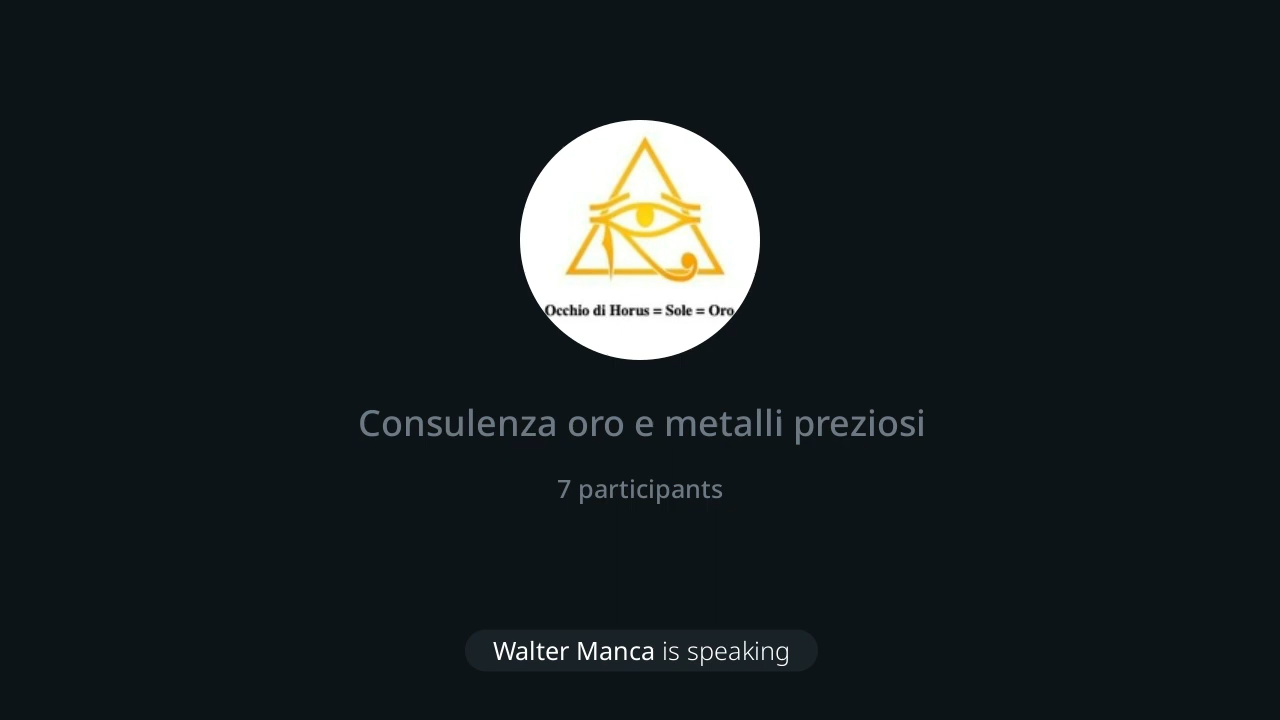 Occhio di Horus = Sole = Oro
Consulenza oro e metalli preziosi
7 participants
Walter Manca is speaking